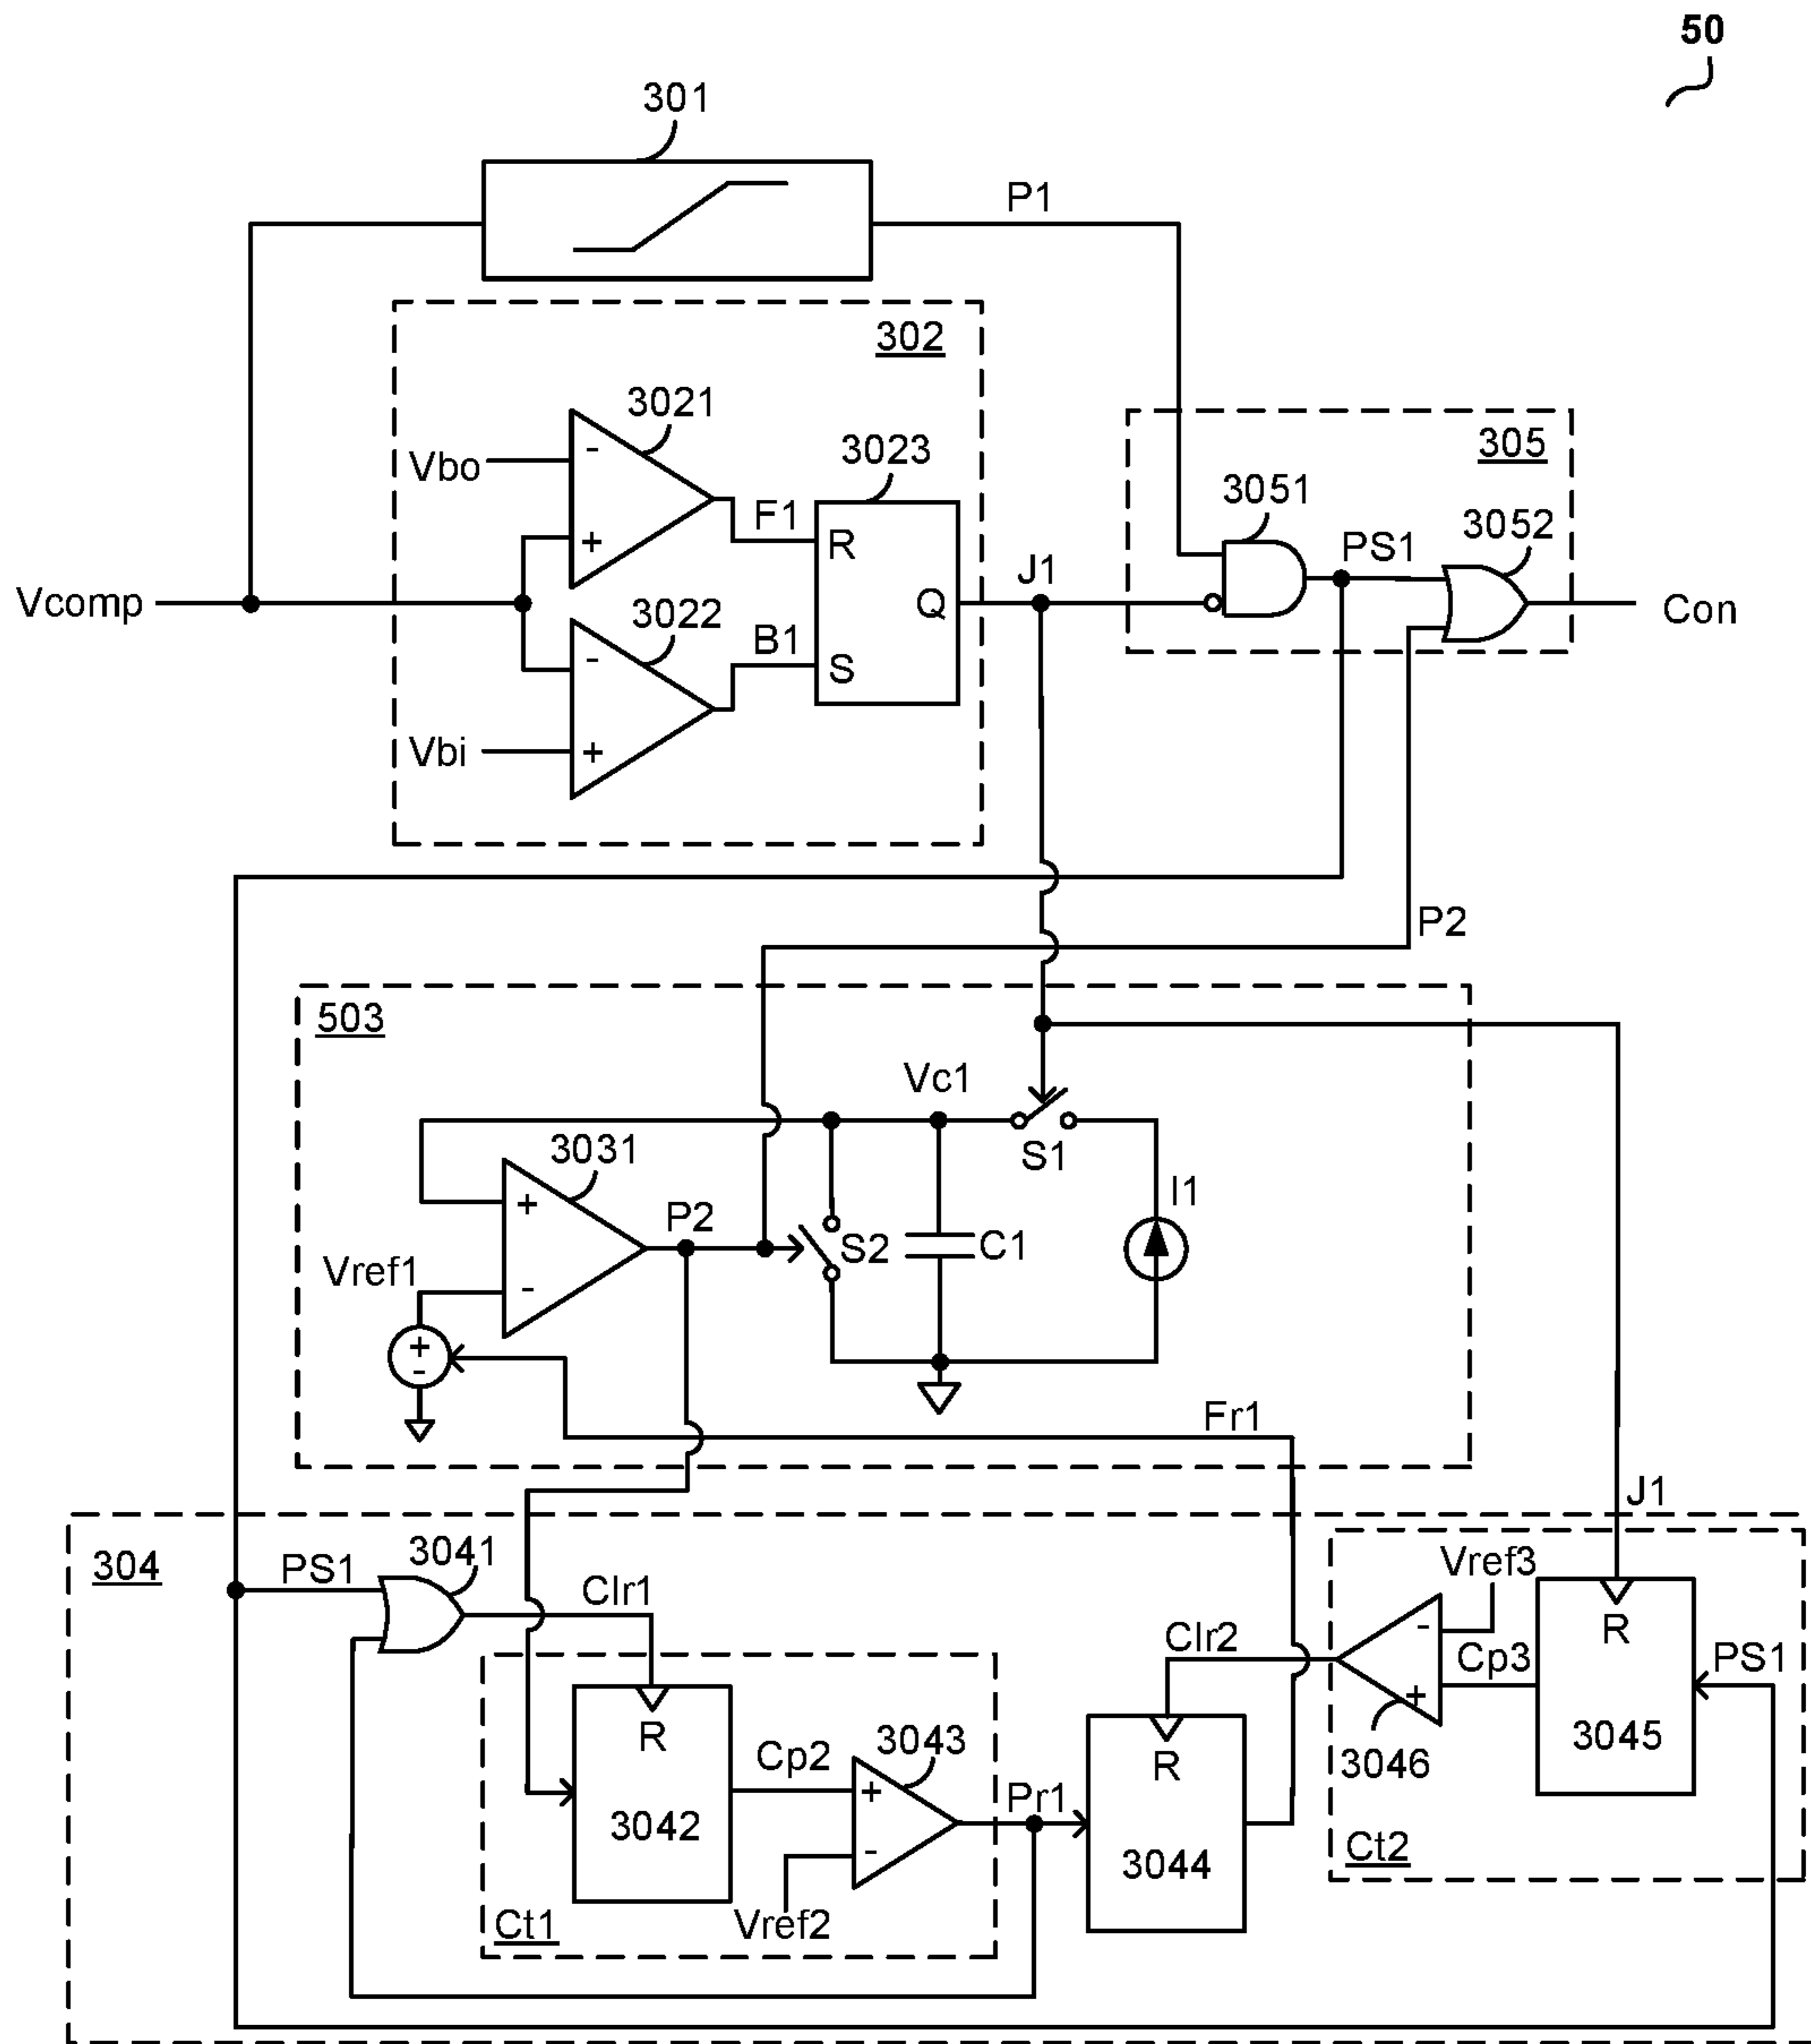 50
301
P1
302
3021
Vbo
-
+
F1
3023
R
Q
S
J1
305
3051
PS1
3052
Con
Vcomp
3022
B1
-
Vbi
+
P2
503
Vc1
S1
3031
+
P2
S2
C1
I1
Vref1
-
+
-
Fr1
J1
304
PS1
3041
Clr1
Vref3
-
R
Clr2
Cp3
PS1
+
3046
3045
R
3042
Cp2
3043
+
-
Pr1
R
3044
Vref2
Ct1
Ct2